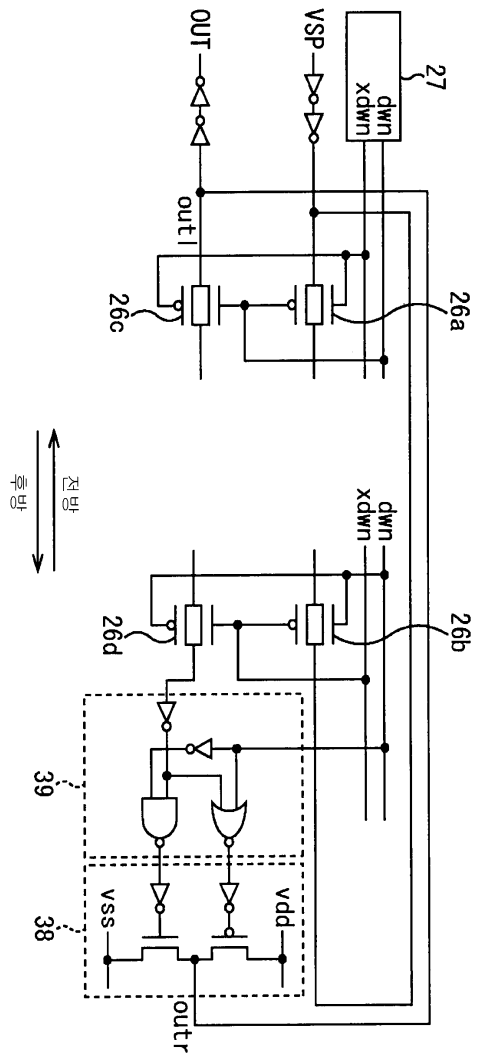 27
dwn
xdwn
VSP
OUT
outl
26a
26c
전방
후방
dwn
xdwn
26b
26d
39
38
vdd
vss
outr